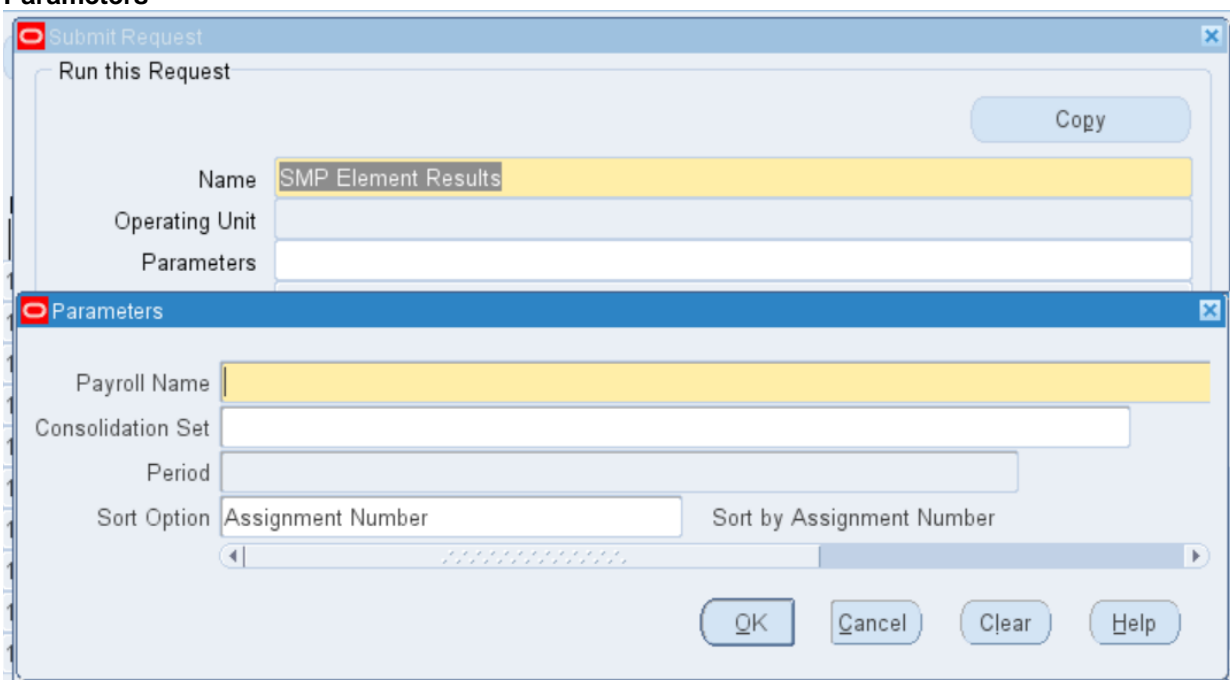 Parameters
Submit Request
Run this Request
Copy
Name SMP Element Results
Operating Unit
Parameters
Parameters
Payroll Name
Consolidation Set
Period
Sort Option Assignment Number Sort by Assignment Number
OK Cancel Clear Help